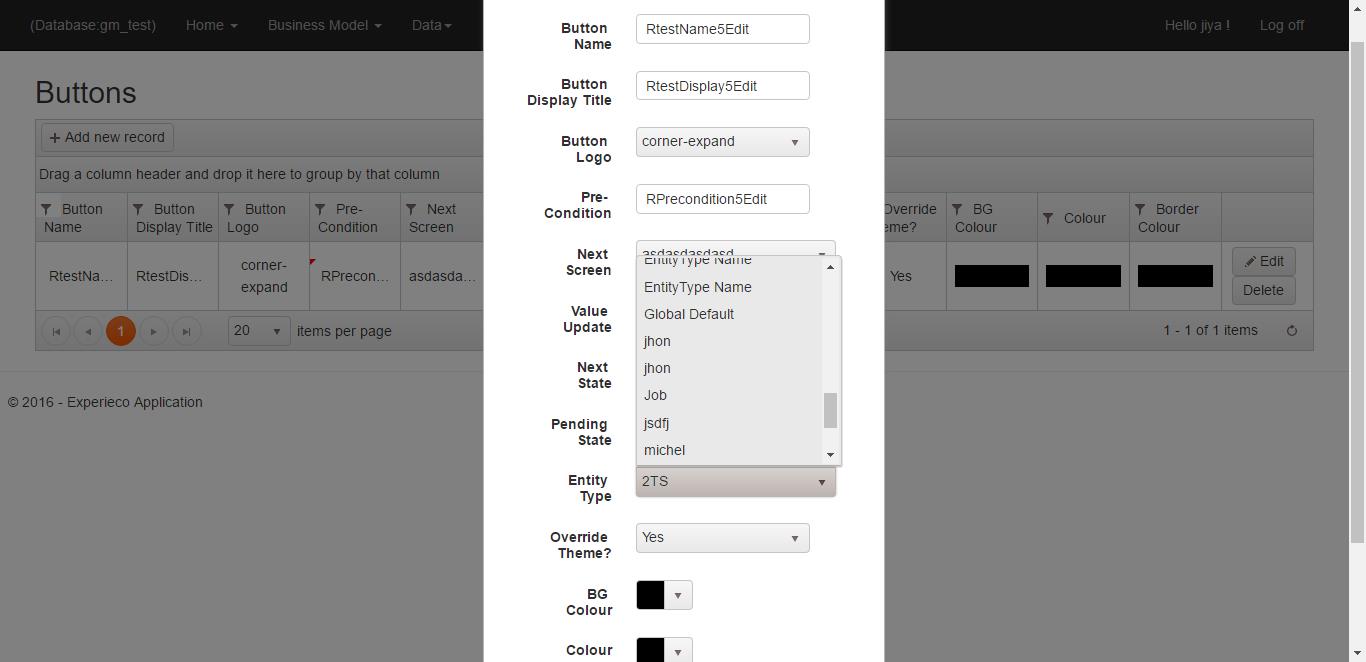 (Database:gm_test)
Home
Business Model
Data
Hello jiya !
Log off
Buttons
Add new record
Drag a column header and drop it here to group by that column
Button Name
Button Display Title
Button Logo
Pre-Condition
Next Screen
Override
eme?
BG Colour
Colour
Border Colour
RtestNa...
RtestDis...
corner-expand
RPrecon...
asdasda...
Yes
Edit
Delete
1
20
items per page
1 - 1 of 1 items
© 2016 - Experieco Application
Button Name
RtestName5Edit
Button Display Title
RtestDisplay5Edit
Button Logo
corner-expand
Pre-Condition
RPrecondition5Edit
Next Screen
asdasdasdasd
Value Update
Next State
Pending State
EntityType Name
EntityType Name
Global Default
jhon
jhon
Job
jsdfj
michel
Entity Type
2TS
Override Theme?
Yes
BG Colour
Colour